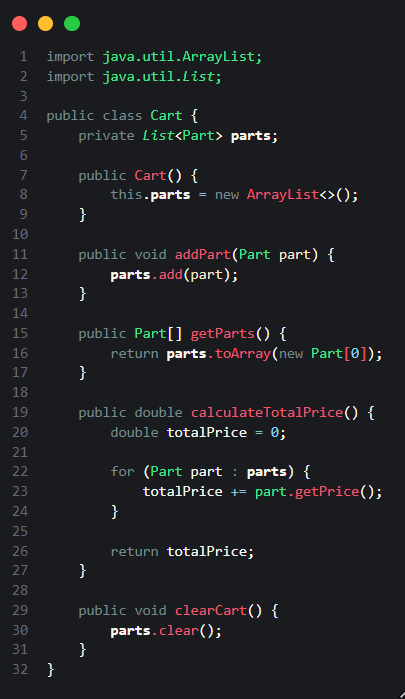 1 import java.util.ArrayList;
2 import java.util.List;
3
4 public class Cart {
5     private List<Part> parts;
6
7     public Cart() {
8         this.parts = new ArrayList<>();
9     }
10
11     public void addPart(Part part) {
12         parts.add(part);
13     }
14
15     public Part[] getParts() {
16         return parts.toArray(new Part[0]);
17     }
18
19     public double calculateTotalPrice() {
20         double totalPrice = 0;
21
22         for (Part part : parts) {
23             totalPrice += part.getPrice();
24         }
25
26         return totalPrice;
27     }
28
29     public void clearCart() {
30         parts.clear();
31     }
32 }